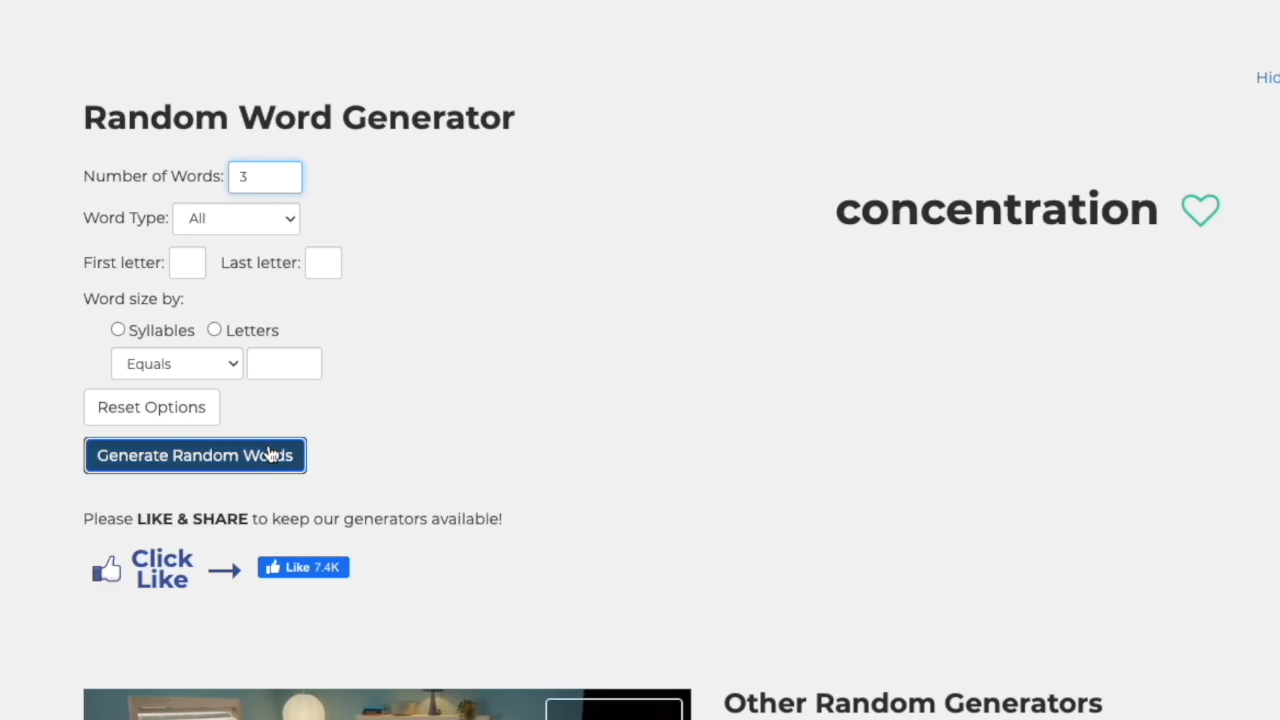 Hid
Random Word Generator
Number of Words: 3
Word Type: All
First letter: Last letter:
Word size by:
Syllables Letters
Equals
Reset Options
Generate Random Words
Please LIKE & SHARE to keep our generators available!
Click Like
Like 7.4K
concentration
Other Random Generators